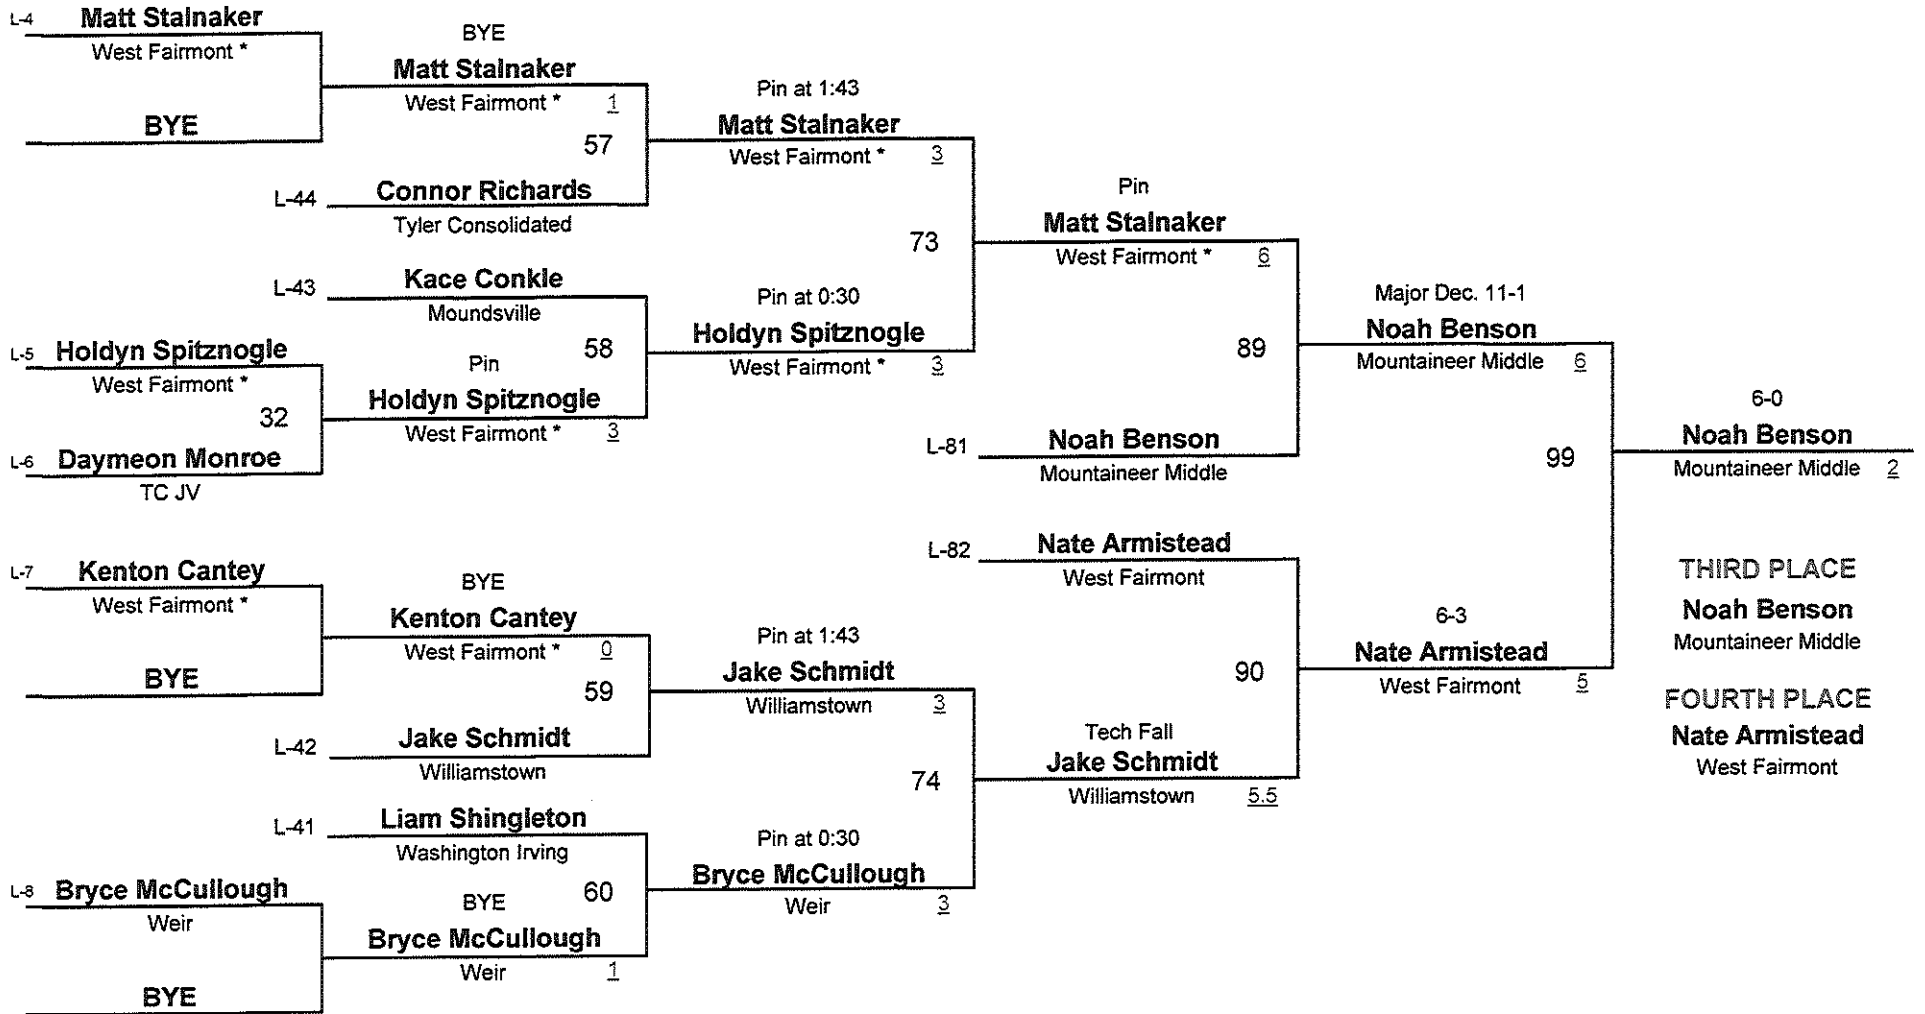 L-4 Matt Stalnaker
West Fairmont *
BYE
BYE
Matt Stalnaker
West Fairmont * 1
57
L-44 Connor Richards
Tyler Consolidated
Pin at 1:43
Matt Stalnaker
West Fairmont * 3
L-43 Kace Conkle
Moundsville
L-5 Holdyn Spitznogle
West Fairmont *
32
L-6 Daymeon Monroe
TC JV
Pin
Holdyn Spitznogle
West Fairmont * 3
58
Pin at 0:30
Holdyn Spitznogle
West Fairmont * 3
73
Pin
Matt Stalnaker
West Fairmont * 6
89
L-81 Noah Benson
Mountaineer Middle
Major Dec. 11-1
Noah Benson
Mountaineer Middle 6
99
6-0
Noah Benson
Mountaineer Middle 2
L-7 Kenton Cantey
West Fairmont *
BYE
BYE
Kenton Cantey
West Fairmont * 0
59
L-42 Jake Schmidt
Williamstown
Pin at 1:43
Jake Schmidt
Williamstown 3
L-41 Liam Shingleton
Washington Irving
60
L-8 Bryce McCullough
Weir
BYE
BYE
Bryce McCullough
Weir 1
Pin at 0:30
Bryce McCullough
Weir 3
74
Tech Fall
Jake Schmidt
Williamstown 5.5
L-82 Nate Armistead
West Fairmont
90
6-3
Nate Armistead
West Fairmont 5
THIRD PLACE
Noah Benson
Mountaineer Middle
FOURTH PLACE
Nate Armistead
West Fairmont